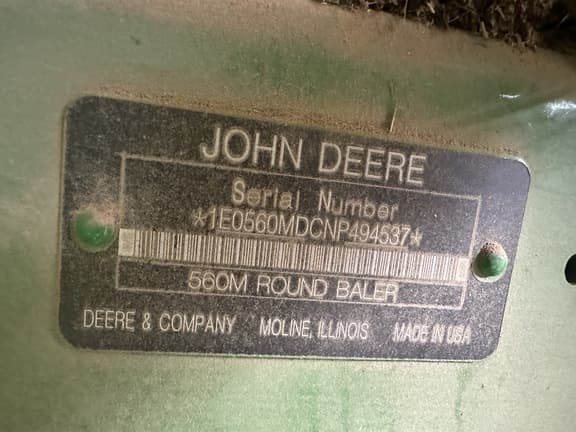 JOHN DEERE
Serial Number
*1E0560MDCNP494537*
560M ROUND BALER
DEERE & COMPANY MOLINE, ILLINOIS MADE IN USA